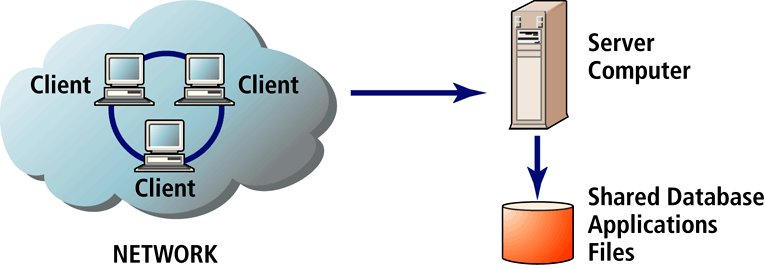 Client
Client
Client
NETWORK
Server
Computer
Shared Database
Applications
Files